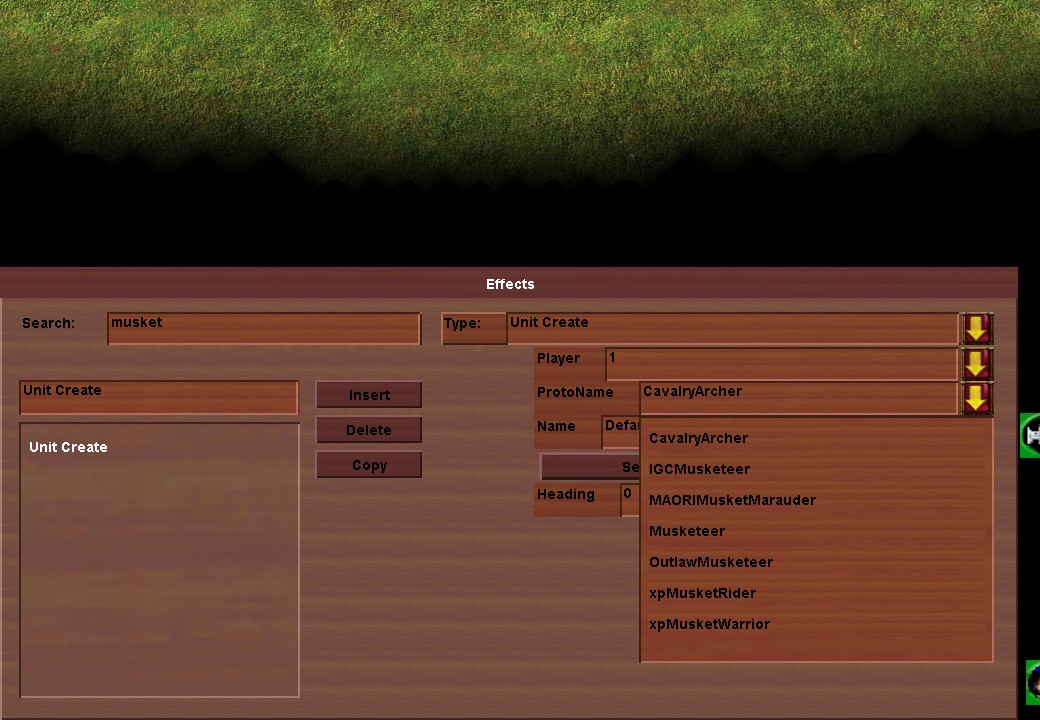 Effects
Search: musket
Type: Unit Create
Player 1
ProtoName CavalryArcher
Unit Create
Insert
Name
Delete
Unit Create
CavalryArcher
Copy
IGCMusketeer
Heading 0
MAORIMusketMarauder
Musketeer
OutlawMusketeer
xpMusketRider
xpMusketWarrior